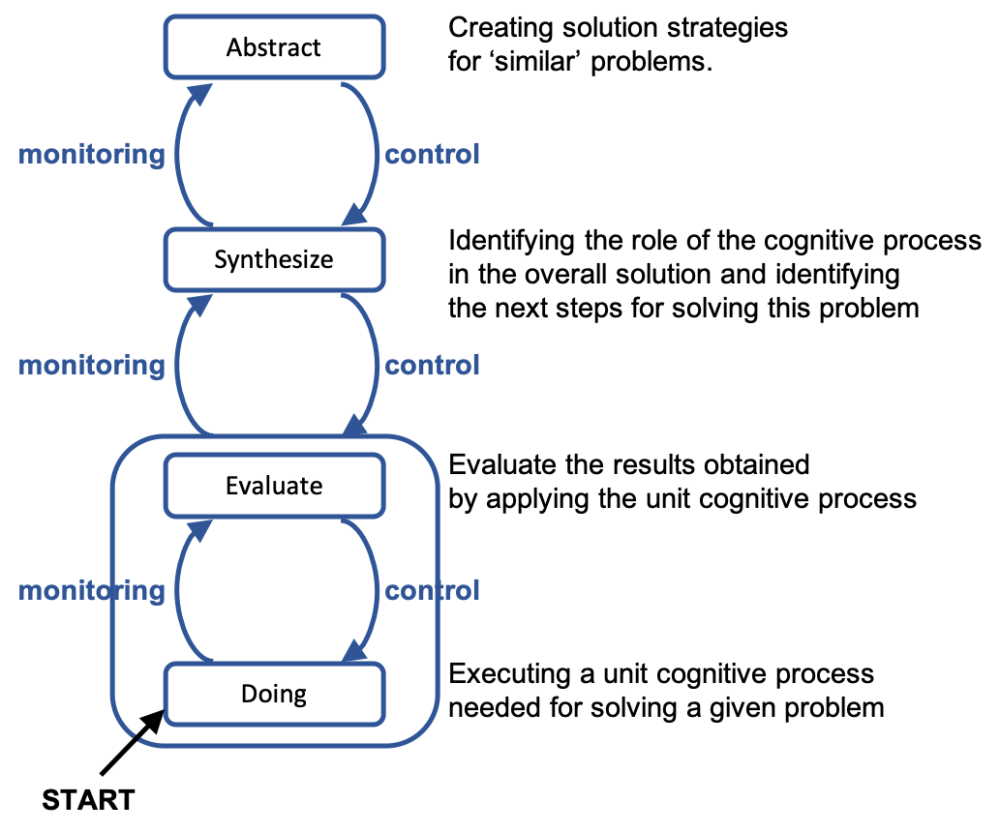 Abstract
Creating solution strategies
for ‘similar’ problems.
monitoring
control
Synthesize
Identifying the role of the cognitive process
in the overall solution and identifying
the next steps for solving this problem
monitoring
control
Evaluate
Evaluate the results obtained
by applying the unit cognitive process
monitoring
control
Doing
Executing a unit cognitive process
needed for solving a given problem
START